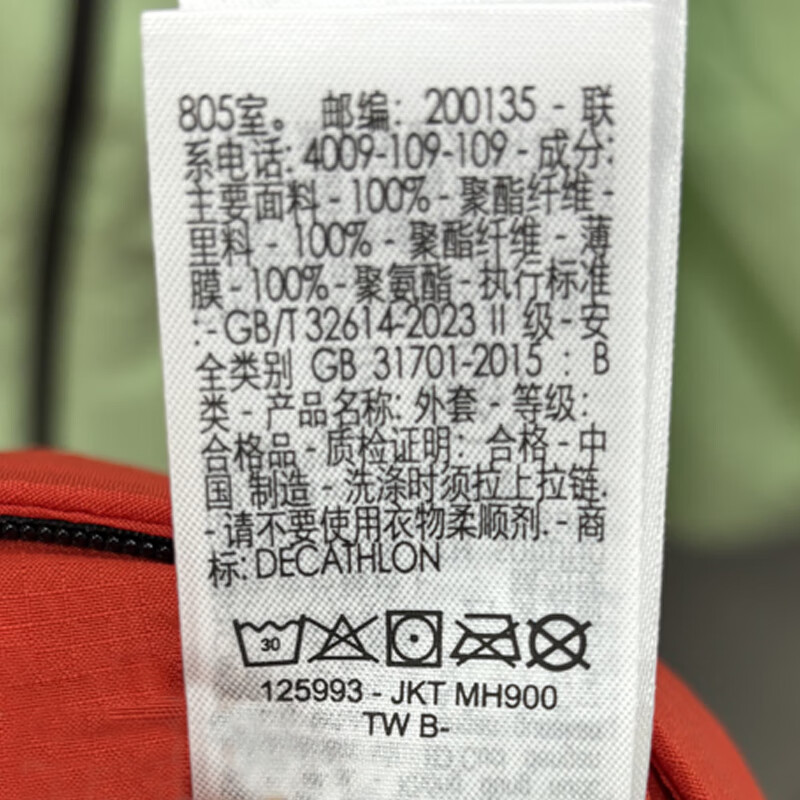 805室。 邮编: 200135 - 联
系电话: 4009-109-109 - 成分:
主要面料 - 100% - 聚酯纤维 -
里料 - 100% - 聚酯纤维 - 薄
膜 - 100% - 聚氨酯 - 执行标准
: - GB/T 32614-2023 II 级 - 安
全类别 GB 31701-2015 : B
类 - 产品名称: 外套 - 等级:
合格品 - 质检证明: 合格 - 中
国 制造 - 洗涤时须拉上拉链.
- 请不要使用衣物柔顺剂. - 商
标: DECATHLON
30
125993 - JKT MH900
TW B-